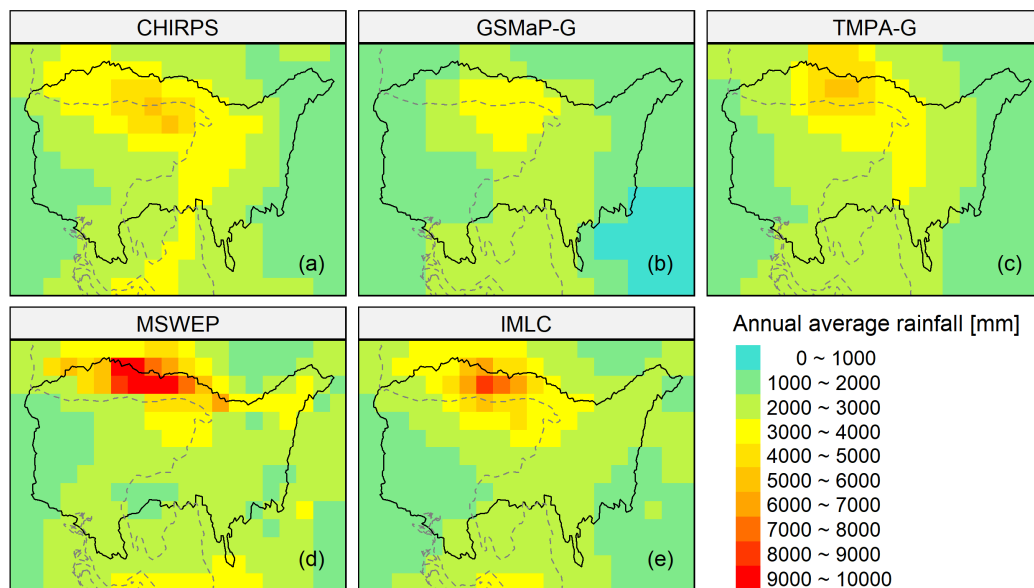 CHIRPS
GSMaP-G
TMPA-G
(a)
(b)
(c)
MSWEP
IMLC
Annual average rainfall [mm]
0 ~ 1000
1000 ~ 2000
2000 ~ 3000
3000 ~ 4000
4000 ~ 5000
5000 ~ 6000
6000 ~ 7000
7000 ~ 8000
8000 ~ 9000
9000 ~ 10000
(d)
(e)